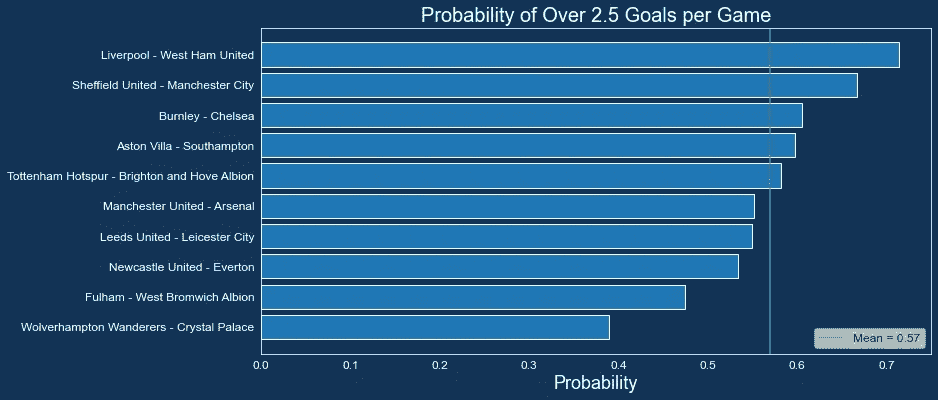 Probability of Over 2.5 Goals per Game
Liverpool - West Ham United
Sheffield United - Manchester City
Burnley - Chelsea
Aston Villa - Southampton
Tottenham Hotspur - Brighton and Hove Albion
Manchester United - Arsenal
Leeds United - Leicester City
Newcastle United - Everton
Fulham - West Bromwich Albion
Wolverhampton Wanderers - Crystal Palace
Mean = 0.57
0.0 0.1 0.2 0.3 0.4 0.5 0.6 0.7
Probability